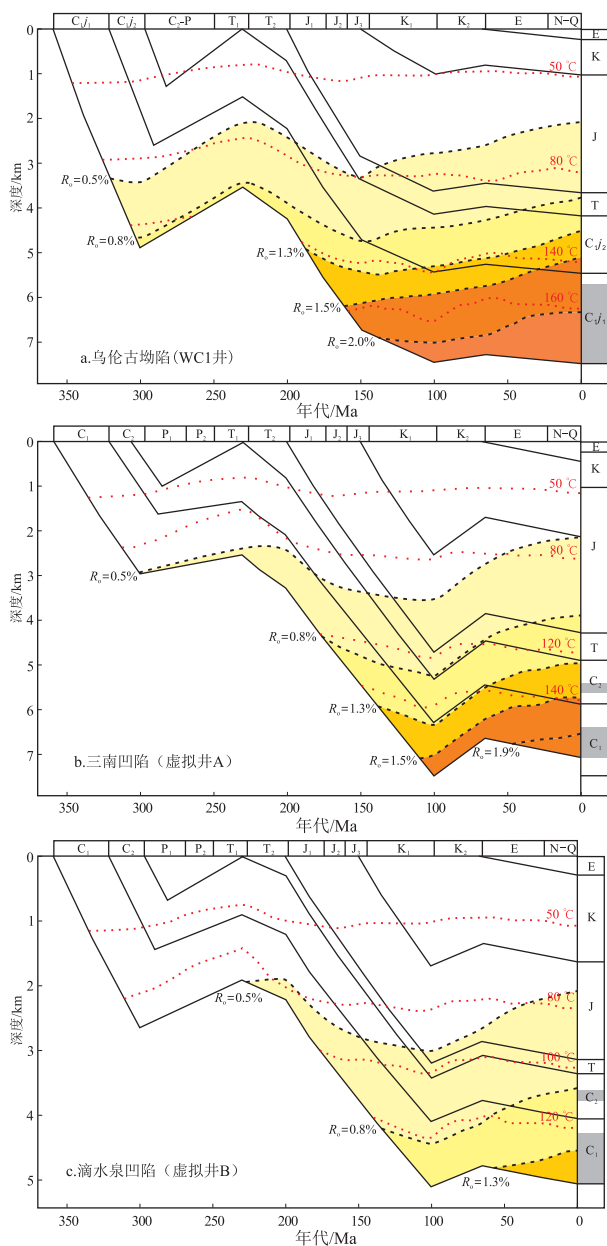 C₁j₁ C₁j₂ C₂-P T₁ T₂ J₁ J₂ J₃ K₁ K₂ E N-Q
0
1
2
3
4
5
6
7
深度/km
E
K
J
T
C₁j₂
C₁j₁
50 ℃
80 ℃
140 ℃
160 ℃
Rₒ=0.5%
Rₒ=0.8%
Rₒ=1.3%
Rₒ=1.5%
Rₒ=2.0%
a.乌伦古坳陷(WC1井)
350 300 250 200 150 100 50 0
年代/Ma
C₁ C₂ P₁ P₂ T₁ T₂ J₁ J₂ J₃ K₁ K₂ E N-Q
0
1
2
3
4
5
6
7
深度/km
E
K
J
T
C₂
C₁
50 ℃
80 ℃
120 ℃
140 ℃
Rₒ=0.5%
Rₒ=0.8%
Rₒ=1.3%
Rₒ=1.5%
Rₒ=1.9%
b.三南凹陷（虚拟井A）
350 300 250 200 150 100 50 0
年代/Ma
C₁ C₂ P₁ P₂ T₁ T₂ J₁ J₂ J₃ K₁ K₂ E N-Q
0
1
2
3
4
5
深度/km
E
K
J
T
C₂
C₁
50 ℃
80 ℃
100 ℃
120 ℃
Rₒ=0.5%
Rₒ=0.8%
Rₒ=1.3%
c.滴水泉凹陷（虚拟井B）
350 300 250 200 150 100 50 0
年代/Ma